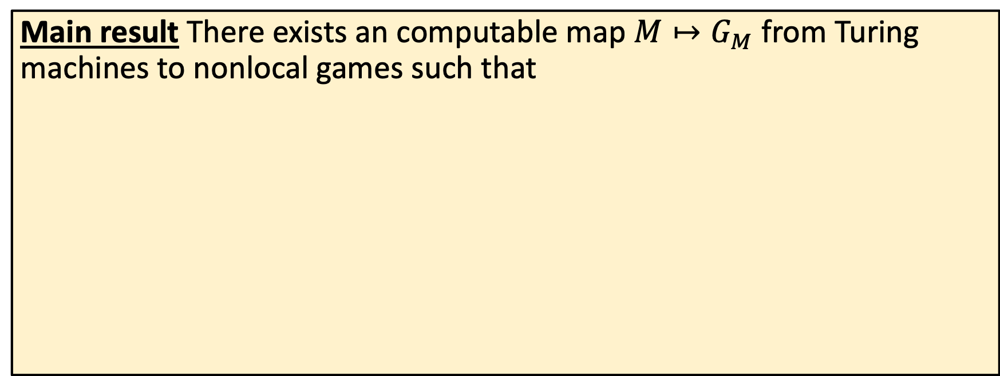 Main result There exists an computable map 𝑀 ↦ 𝐺_𝑀 from Turing
machines to nonlocal games such that